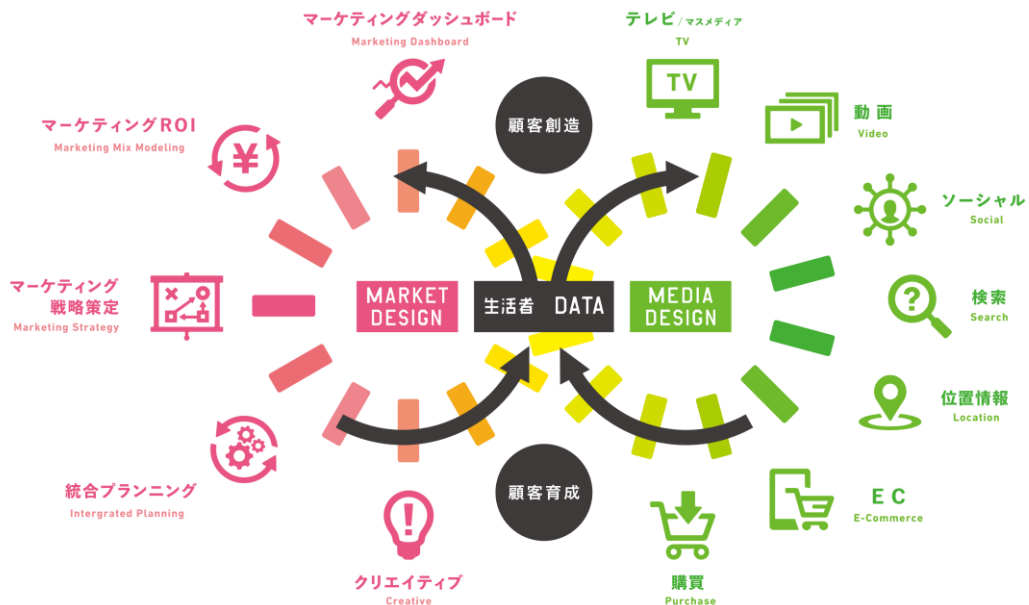 マーケティングダッシュボード
Marketing Dashboard
テレビ/マスメディア
TV
TV
顧客創造
動画
Video
マーケティングROI
Marketing Mix Modeling
¥
ソーシャル
Social
マーケティング
戦略策定
Marketing Strategy
MARKET
DESIGN
生活者 DATA
MEDIA
DESIGN
?
検索
Search
位置情報
Location
統合プランニング
Intergrated Planning
顧客育成
EC
E-Commerce
!
クリエイティブ
Creative
購買
Purchase